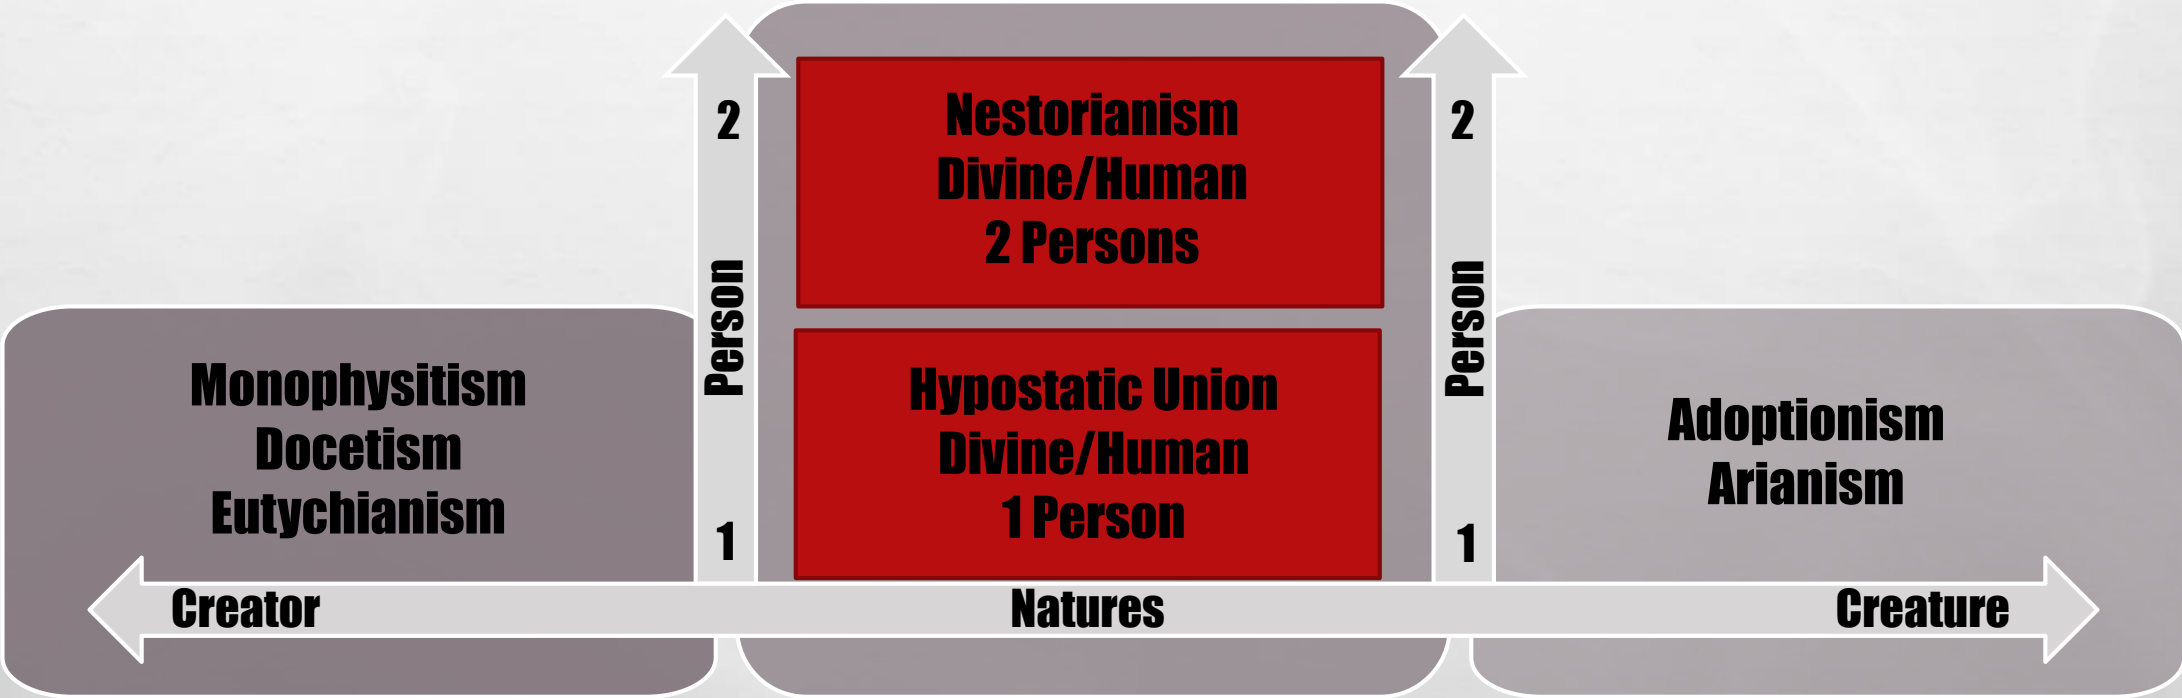 Monophysitism
Docetism
Eutychianism
2
Person
1
Nestorianism
Divine/Human
2 Persons
Hypostatic Union
Divine/Human
1 Person
2
Person
1
Adoptionism
Arianism
Creator
Natures
Creature